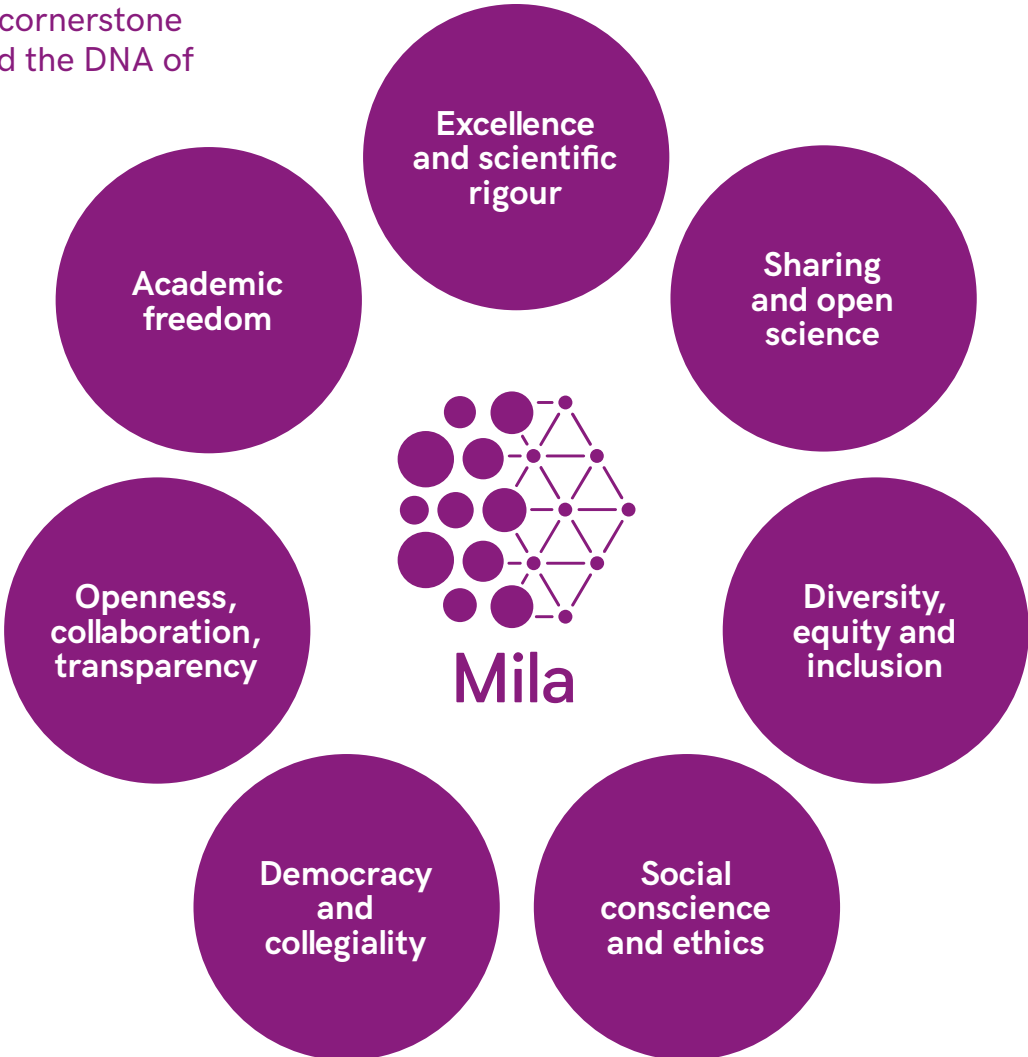 cornerstone
d the DNA of
Excellence
and scientific
rigour
Academic
freedom
Sharing
and open
science
Openness,
collaboration,
transparency
Mila
Diversity,
equity and
inclusion
Democracy
and
collegiality
Social
conscience
and ethics